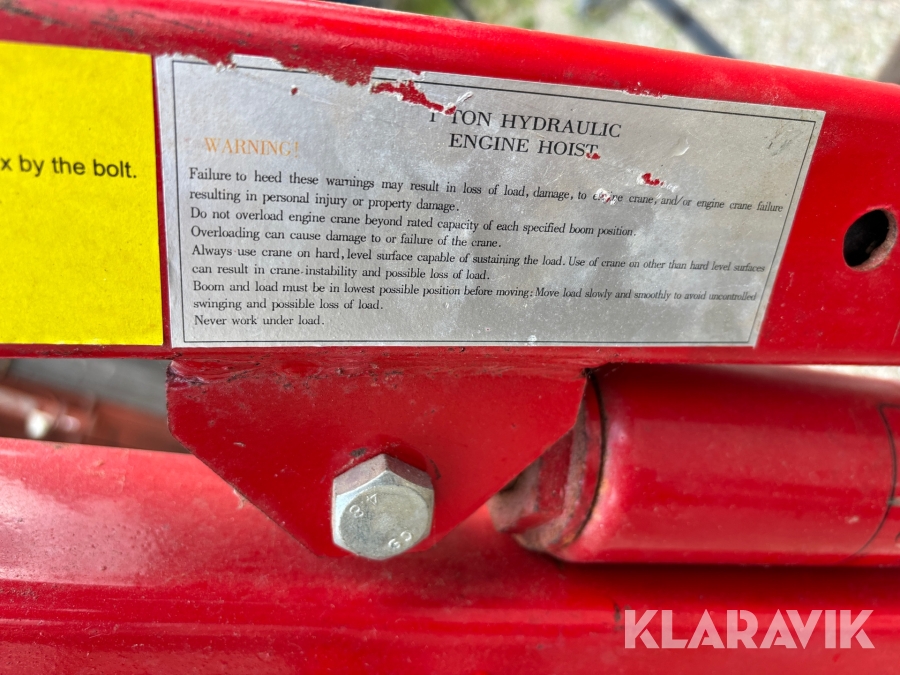 x by the bolt.
1 TON HYDRAULIC
ENGINE HOIST
WARNING!
Failure to heed these warnings may result in loss of load, damage, to engine crane, and/or engine crane failure
resulting in personal injury or property damage.
Do not overload engine crane beyond rated capacity of each specified boom position.
Overloading can cause damage to or failure of the crane.
Always use crane on hard, level surface capable of sustaining the load. Use of crane on other than hard level surfaces
can result in crane instability and possible loss of load.
Boom and load must be in lowest possible position before moving; Move load slowly and smoothly to avoid uncontrolled
swinging and possible loss of load.
Never work under load.
KLARAVIK